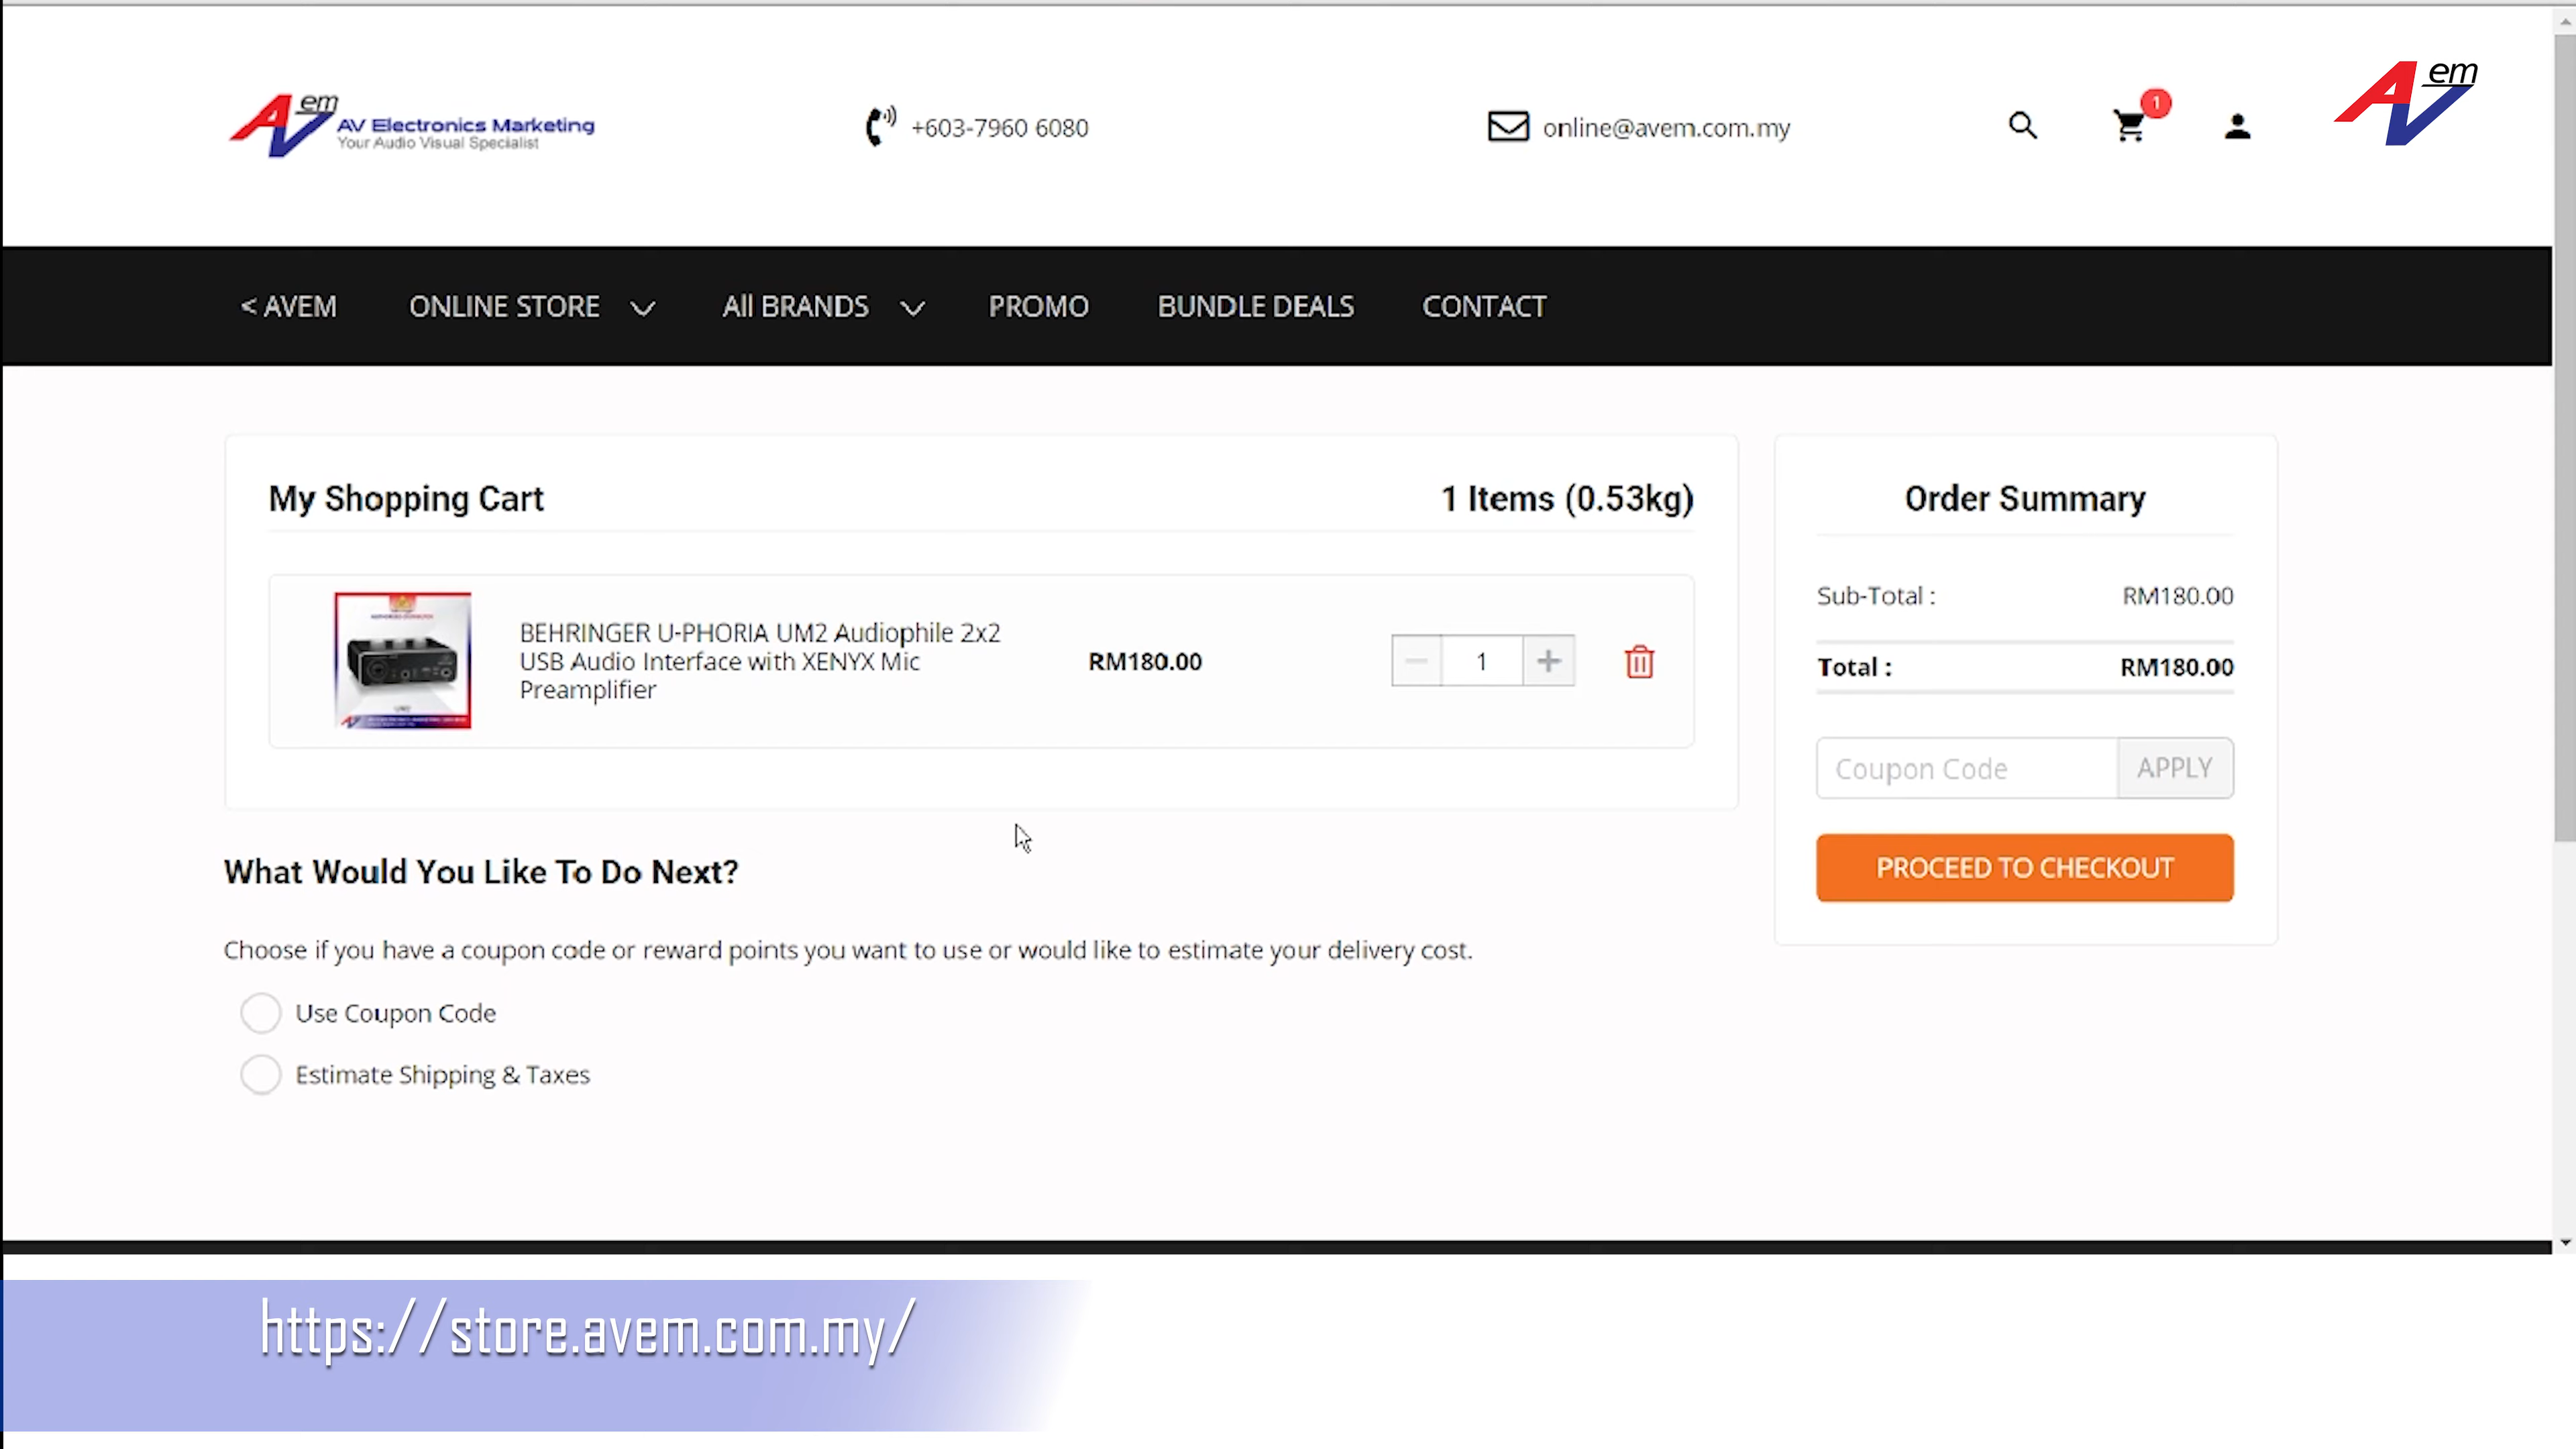 em
AV
AV Electronics Marketing
Your Audio Visual Specialist
+603-7960 6080
online@avem.com.my
1
em
AV
< AVEM
ONLINE STORE
All BRANDS
PROMO
BUNDLE DEALS
CONTACT
My Shopping Cart
1 Items (0.53kg)
BEHRINGER U-PHORIA UM2 Audiophile 2x2
USB Audio Interface with XENYX Mic
Preamplifier
RM180.00
1
Order Summary
Sub-Total :
RM180.00
Total :
RM180.00
Coupon Code
APPLY
PROCEED TO CHECKOUT
What Would You Like To Do Next?
Choose if you have a coupon code or reward points you want to use or would like to estimate your delivery cost.
Use Coupon Code
Estimate Shipping & Taxes
https://store.avem.com.my/